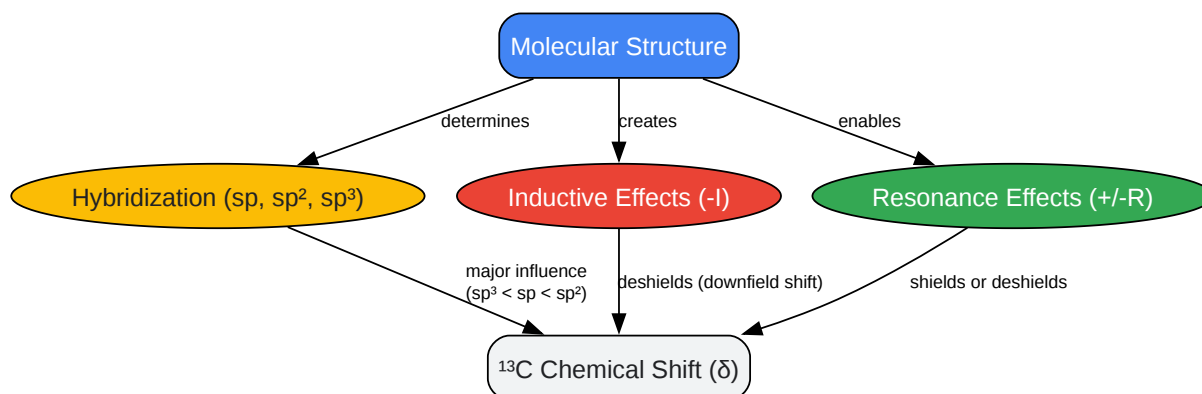 Molecular Structure
determines
creates
enables
Hybridization (sp, sp², sp³)
Inductive Effects (-I)
Resonance Effects (+/-R)
major influence
(sp³ < sp < sp²)
deshields (downfield shift)
shields or deshields
¹³C Chemical Shift (δ)